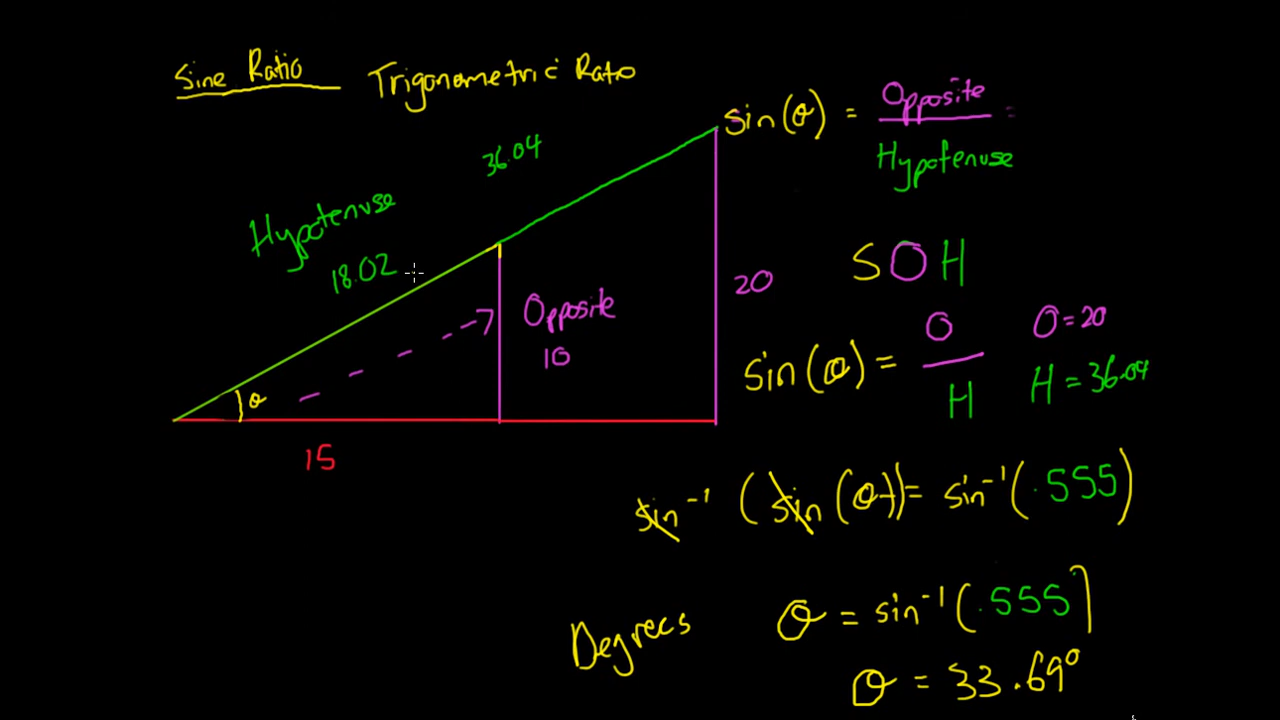 Sine Ratio Trigonometric Ratio
sin(θ) = Opposite / Hypotenuse =
36.04
Hypotenuse
18.02
SOH
20
Opposite
10
θ
15
sin(θ) = O / H
O = 20
H = 36.04
sin⁻¹ (sin(θ)) = sin⁻¹(.555)
Degrees
θ = sin⁻¹(.555)
θ = 33.69°